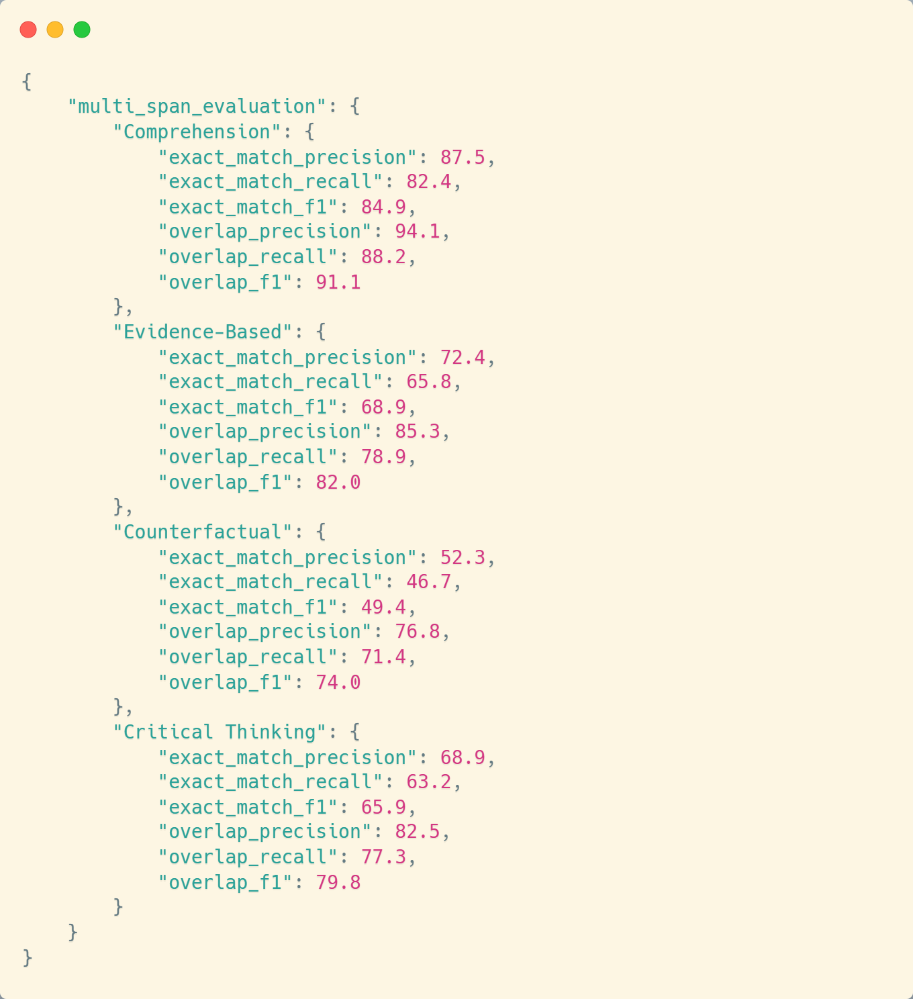 {
    "multi_span_evaluation": {
        "Comprehension": {
            "exact_match_precision": 87.5,
            "exact_match_recall": 82.4,
            "exact_match_f1": 84.9,
            "overlap_precision": 94.1,
            "overlap_recall": 88.2,
            "overlap_f1": 91.1
        },
        "Evidence-Based": {
            "exact_match_precision": 72.4,
            "exact_match_recall": 65.8,
            "exact_match_f1": 68.9,
            "overlap_precision": 85.3,
            "overlap_recall": 78.9,
            "overlap_f1": 82.0
        },
        "Counterfactual": {
            "exact_match_precision": 52.3,
            "exact_match_recall": 46.7,
            "exact_match_f1": 49.4,
            "overlap_precision": 76.8,
            "overlap_recall": 71.4,
            "overlap_f1": 74.0
        },
        "Critical Thinking": {
            "exact_match_precision": 68.9,
            "exact_match_recall": 63.2,
            "exact_match_f1": 65.9,
            "overlap_precision": 82.5,
            "overlap_recall": 77.3,
            "overlap_f1": 79.8
        }
    }
}